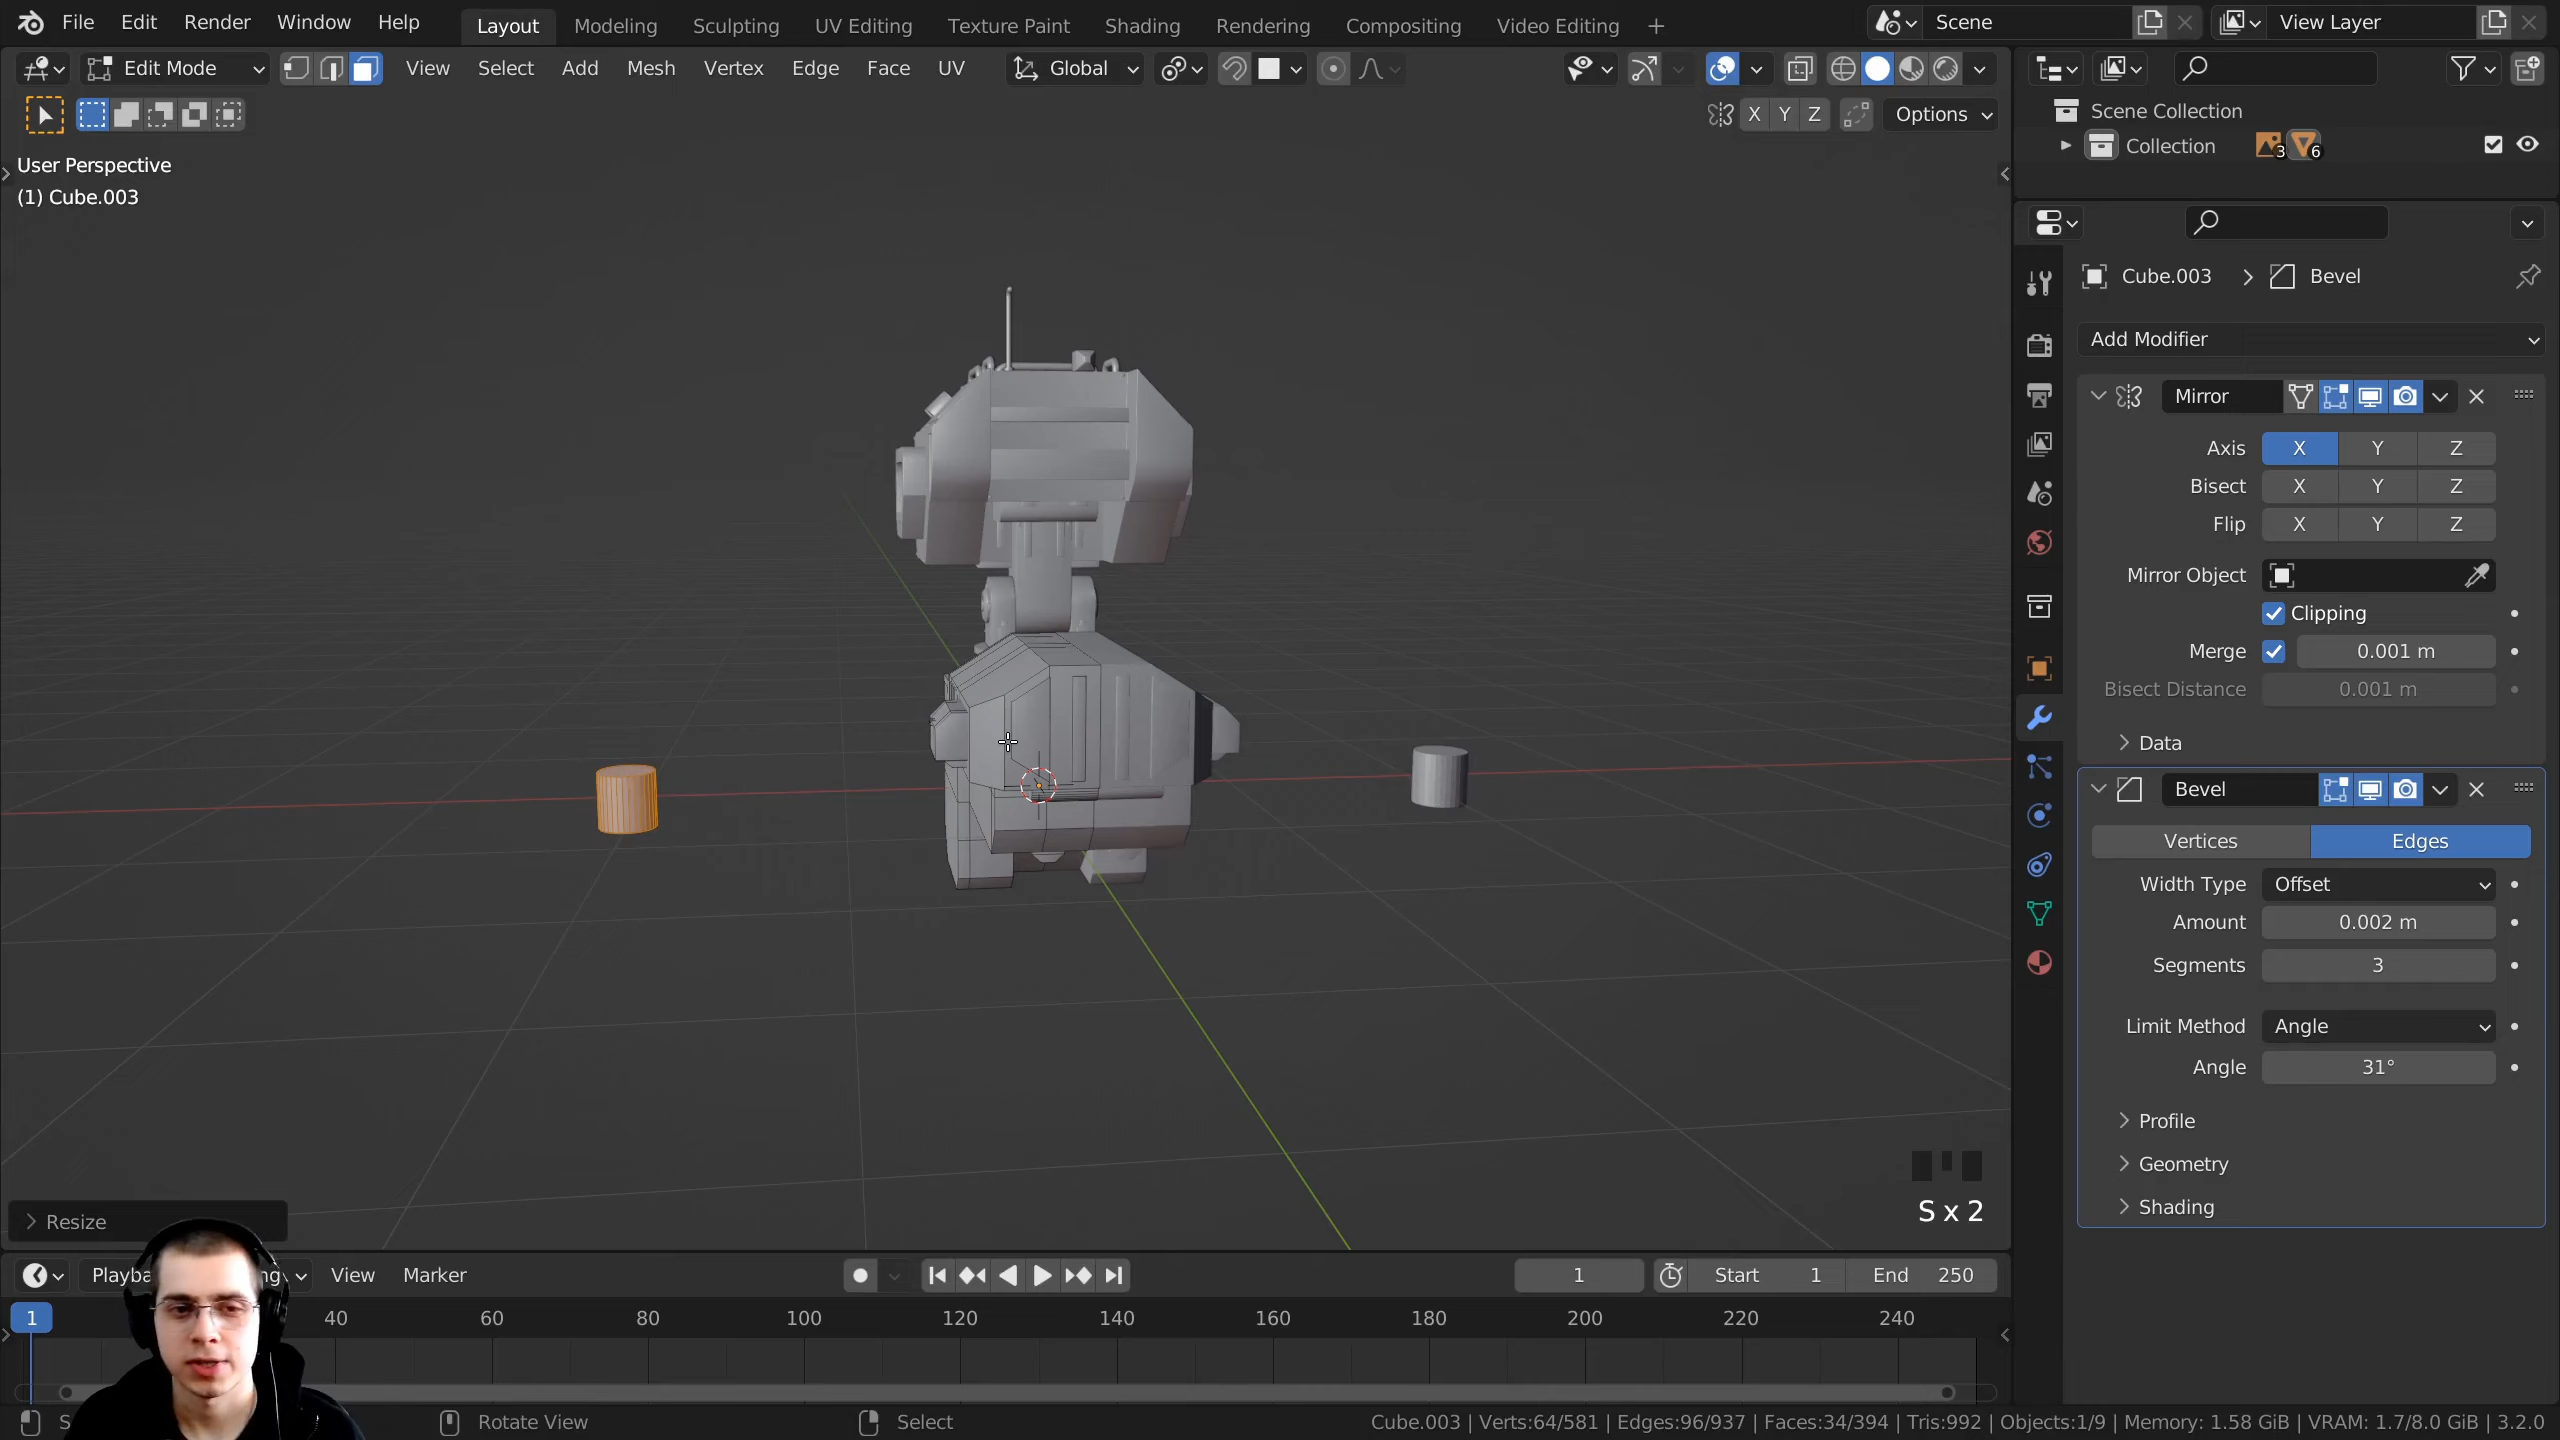 File Edit Render Window Help Layout Modeling Sculpting UV Editing Texture Paint Shading Rendering Compositing Video Editing + Scene View Layer
Edit Mode View Select Add Mesh Vertex Edge Face UV Global
X Y Z Options
User Perspective
(1) Cube.003
Scene Collection
Collection 3 6
Cube.003 > Bevel
Add Modifier
Mirror
Axis X Y Z
Bisect X Y Z
Flip X Y Z
Mirror Object
Clipping
Merge 0.001 m
Bisect Distance 0.001 m
Data
Bevel
Vertices Edges
Width Type Offset
Amount 0.002 m
Segments 3
Limit Method Angle
Angle 31°
Profile
Geometry
Shading
S x 2
Resize
Playba ng View Marker 1 Start 1 End 250
1 40 60 80 100 120 140 160 180 200 220 240
S Rotate View Select Cube.003 | Verts:64/581 | Edges:96/937 | Faces:34/394 | Tris:992 | Objects:1/9 | Memory: 1.58 GiB | VRAM: 1.7/8.0 GiB | 3.2.0